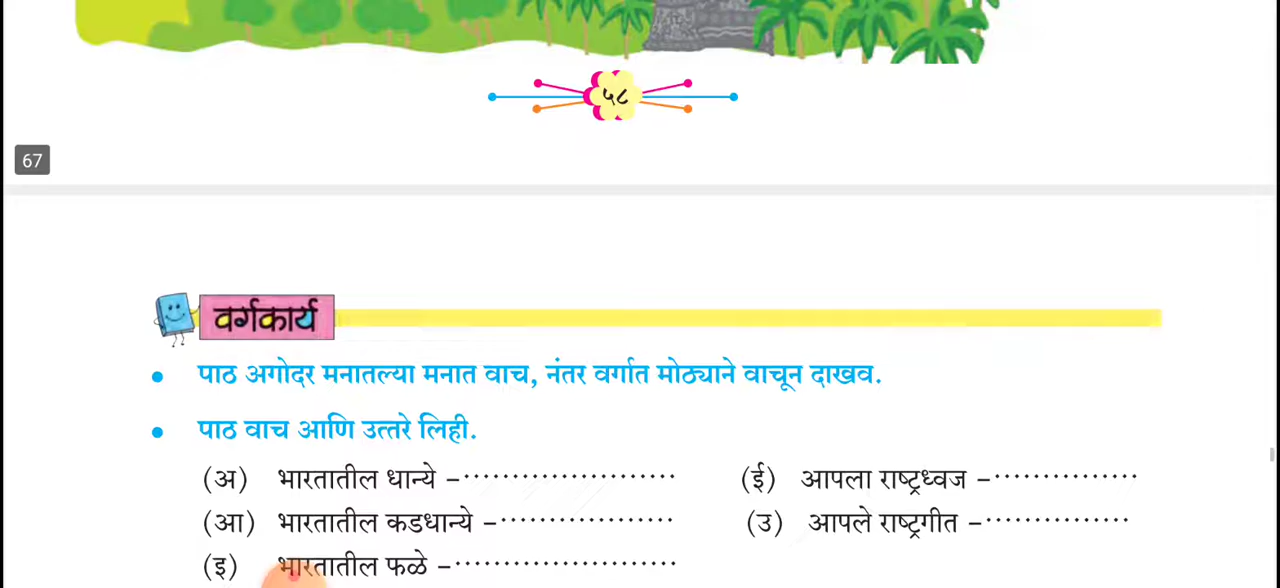 ५८
67
वर्गकार्य
पाठ अगोदर मनातल्या मनात वाच, नंतर वर्गात मोठ्याने वाचून दाखव.
पाठ वाच आणि उत्तरे लिही.
(अ) भारतातील धान्ये –······················ (ई) आपला राष्ट्रध्वज –···············
(आ) भारतातील कडधान्ये –·················· (उ) आपले राष्ट्रगीत –···············
(इ) भारतातील फळे –·······················